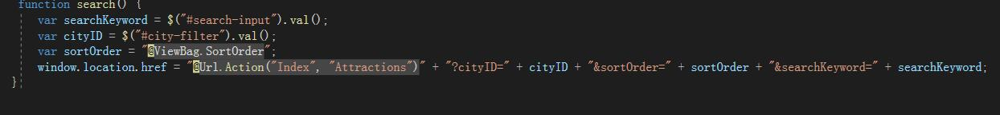 function search() {
var searchKeyword = $("#search-input").val();
var cityID = $("#city-filter").val();
var sortOrder = "@ViewBag.SortOrder";
window.location.href = "@Url.Action("Index", "Attractions")" + "?cityID=" + cityID + "&sortOrder=" + sortOrder + "&searchKeyword=" + searchKeyword;
}